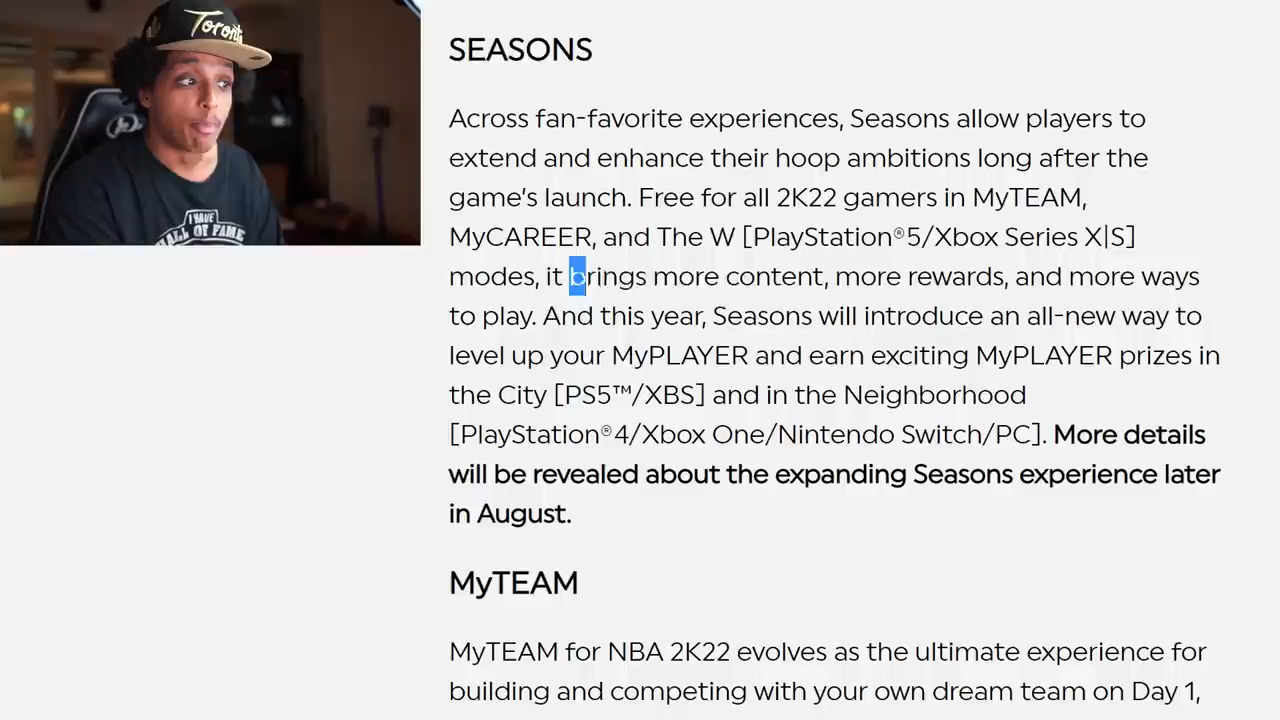 Toronto
I HAVE
HALL OF FAME
SEASONS
Across fan-favorite experiences, Seasons allow players to
extend and enhance their hoop ambitions long after the
game’s launch. Free for all 2K22 gamers in MyTEAM,
MyCAREER, and The W [PlayStation®5/Xbox Series X|S]
modes, it brings more content, more rewards, and more ways
to play. And this year, Seasons will introduce an all-new way to
level up your MyPLAYER and earn exciting MyPLAYER prizes in
the City [PS5™/XBS] and in the Neighborhood
[PlayStation®4/Xbox One/Nintendo Switch/PC]. More details
will be revealed about the expanding Seasons experience later
in August.
MyTEAM
MyTEAM for NBA 2K22 evolves as the ultimate experience for
building and competing with your own dream team on Day 1,